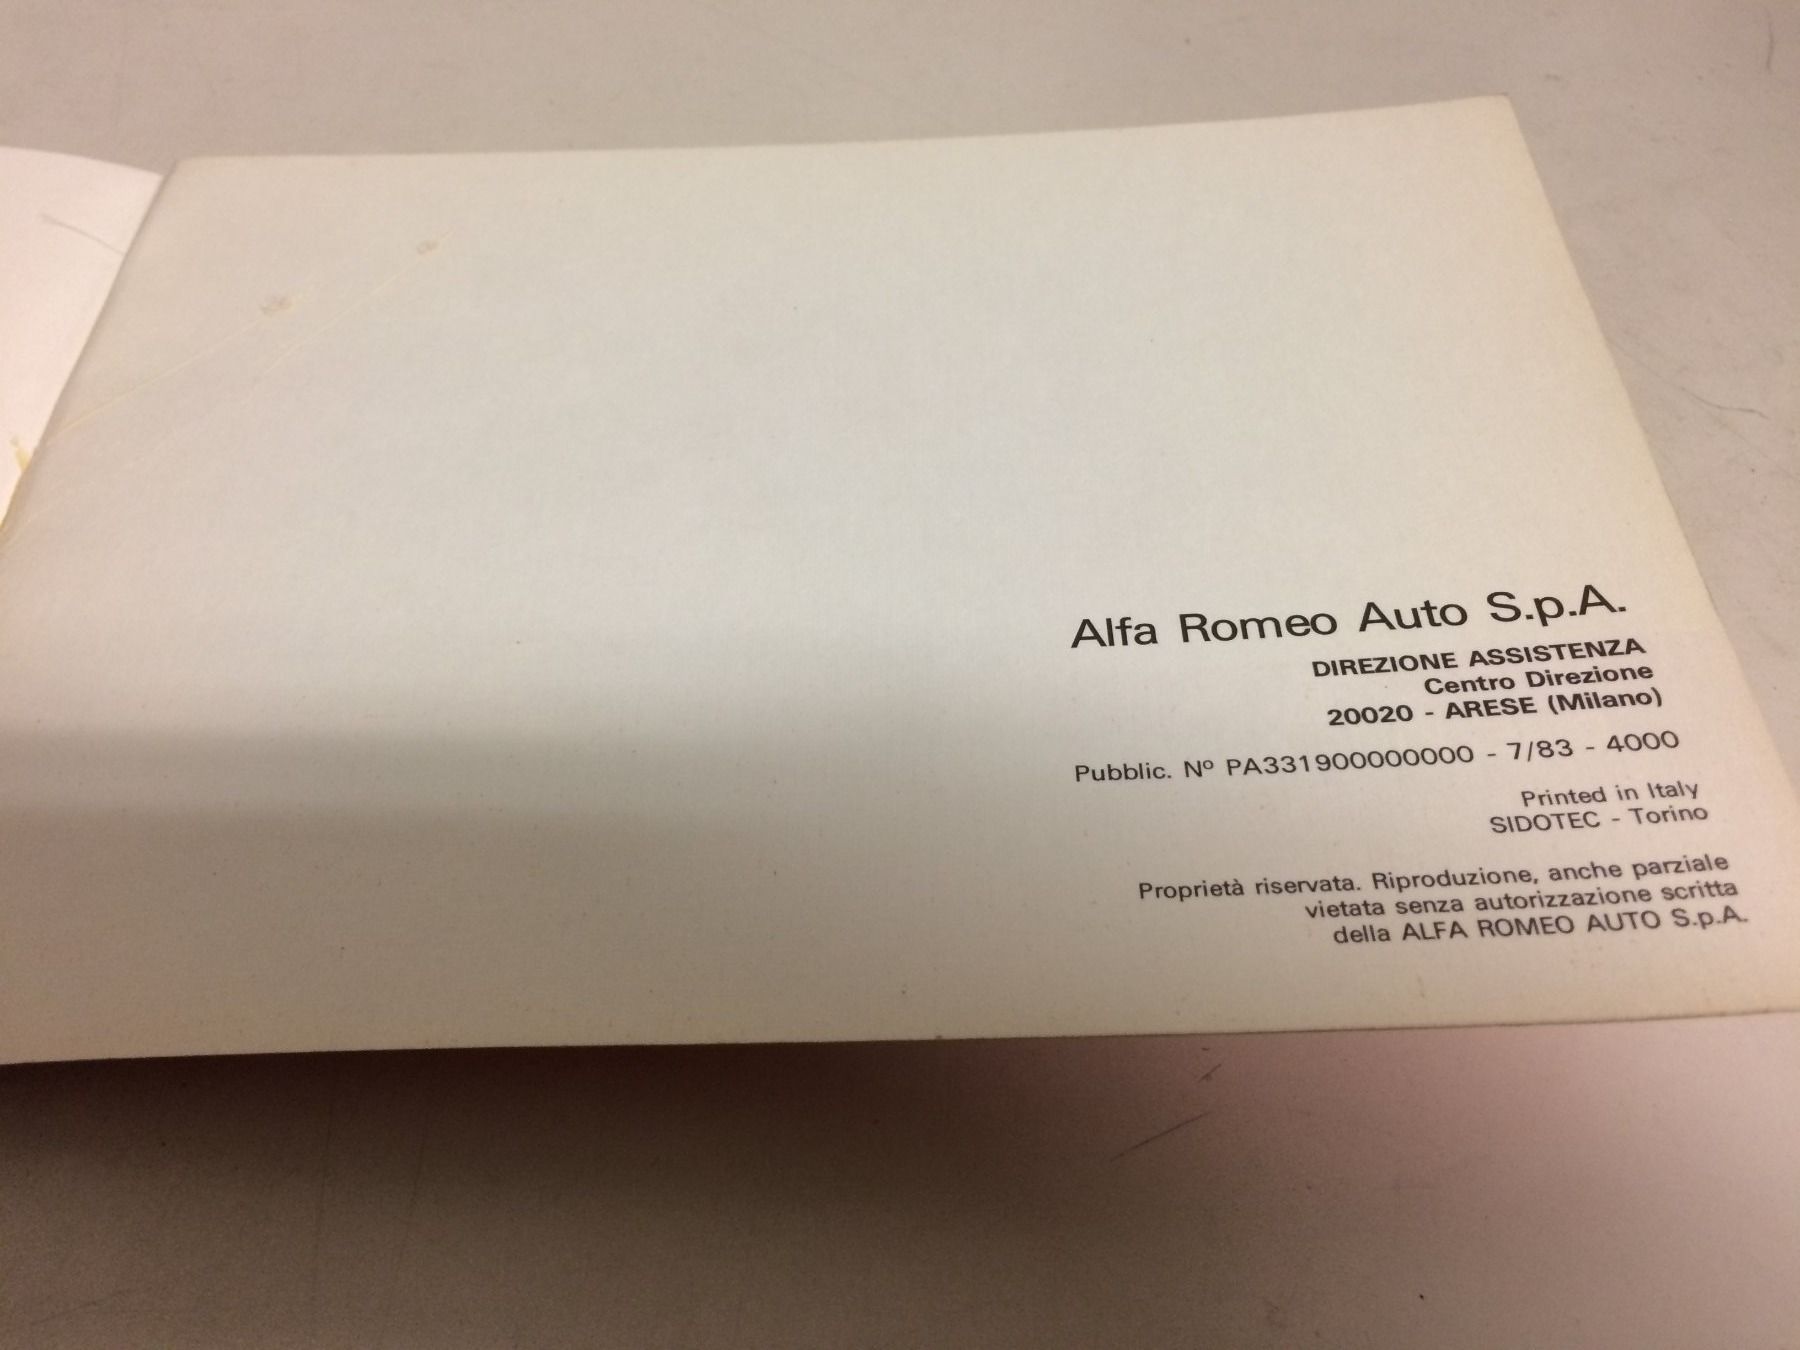 Alfa Romeo Auto S.p.A.
DIREZIONE ASSISTENZA
Centro Direzione
20020 - ARESE (Milano)
Pubblic. Nº PA331900000000 - 7/83 - 4000
Printed in Italy
SIDOTEC - Torino
Proprietà riservata. Riproduzione, anche parziale
vietata senza autorizzazione scritta
della ALFA ROMEO AUTO S.p.A.